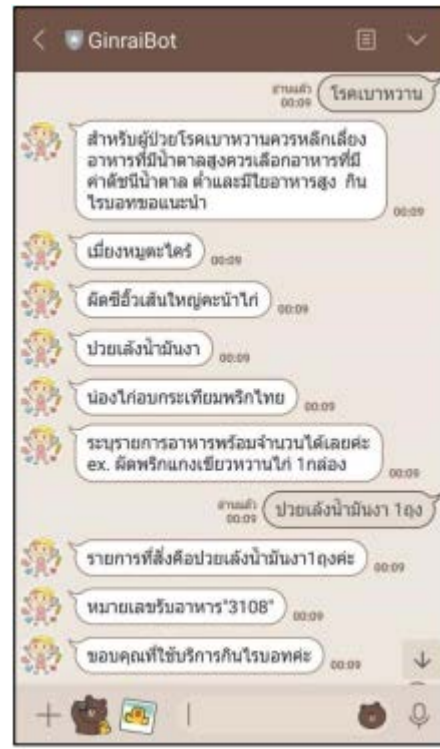 GinraiBot
อ่านแล้ว
00:09
โรคเบาหวาน
สำหรับผู้ป่วยโรคเบาหวานควรหลีกเลี่ยง
อาหารที่มีน้ำตาลสูงควรเลือกอาหารที่มี
ค่าดัชนีน้ำตาล ต่ำและมีใยอาหารสูง กิน
ไรบอทขอแนะนำ
00:09
เมี่ยงหมูตะไคร้
00:09
ผัดซีอิ๊วเส้นใหญ่คะน้าไก่
00:09
ปวยเล้งน้ำมันงา
00:09
น่องไก่อบกระเทียมพริกไทย
00:09
ระบุรายการอาหารพร้อมจำนวนได้เลยค่ะ
ex. ผัดพริกแกงเขียวหวานไก่ 1กล่อง
00:09
อ่านแล้ว
00:09
ปวยเล้งน้ำมันงา 1ถุง
รายการที่สั่งคือปวยเล้งน้ำมันงา1ถุงค่ะ
00:09
หมายเลขรับอาหาร"3108"
00:09
ขอบคุณที่ใช้บริการกินไรบอทค่ะ
00:09